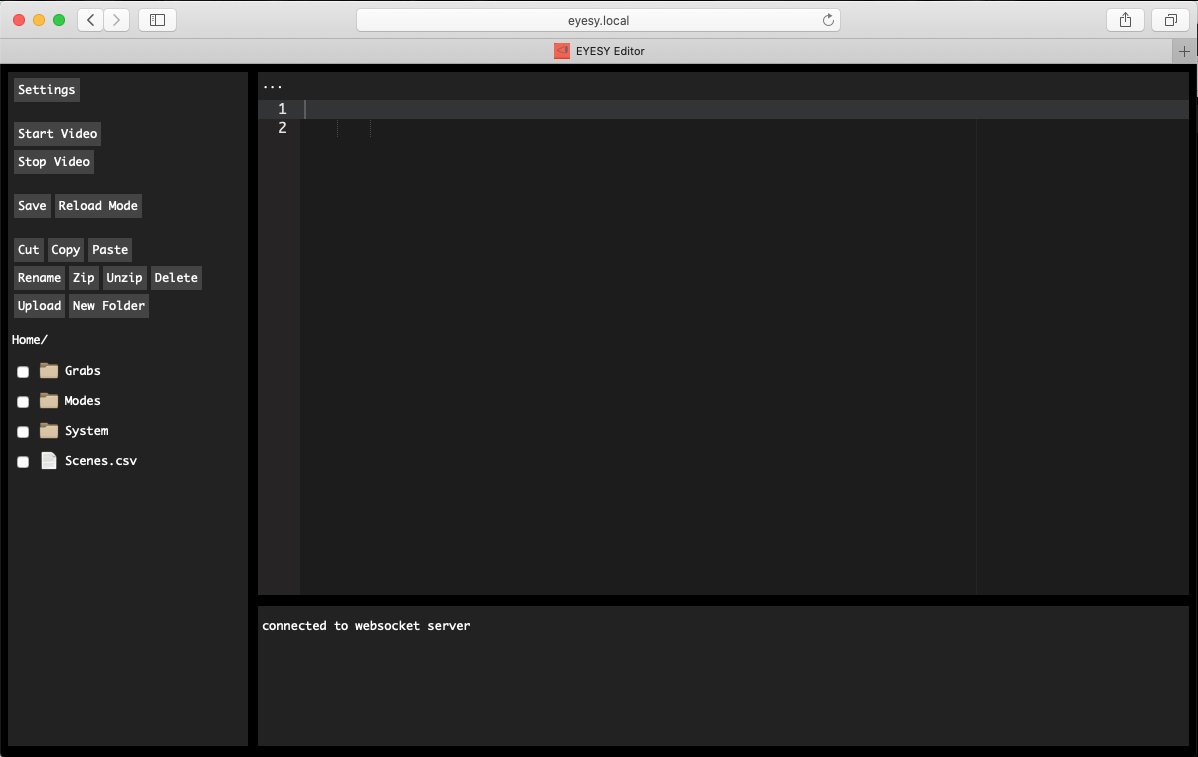 eyesy.local
EYESY Editor
Settings
Start Video
Stop Video
Save Reload Mode
Cut Copy Paste
Rename Zip Unzip Delete
Upload New Folder
Home/
Grabs
Modes
System
Scenes.csv
...
1
2
connected to websocket server